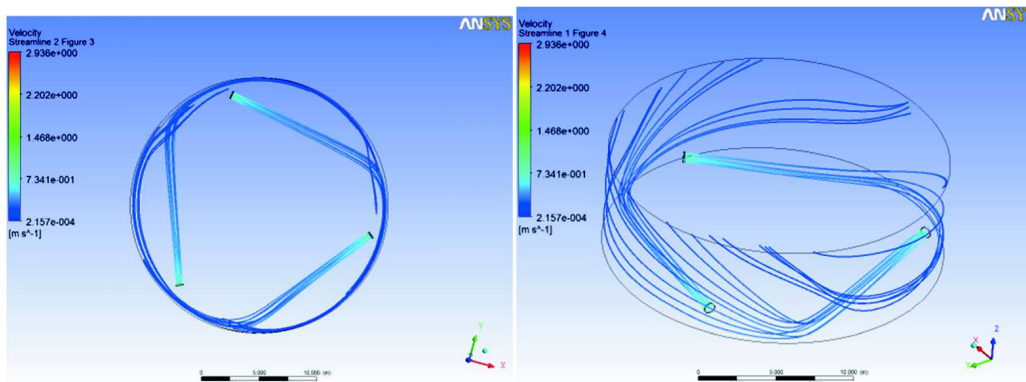 ANSYS
Velocity
Streamline 2 Figure 3
2.936e+000
2.202e+000
1.468e+000
7.341e-001
2.157e-004
[m s^-1]
Y
X
0
5.000
10.000 (m)
ANSYS
Velocity
Streamline 1 Figure 4
2.936e+000
2.202e+000
1.468e+000
7.341e-001
2.157e-004
[m s^-1]
Z
X
Y
0
5.000
10.000 (m)